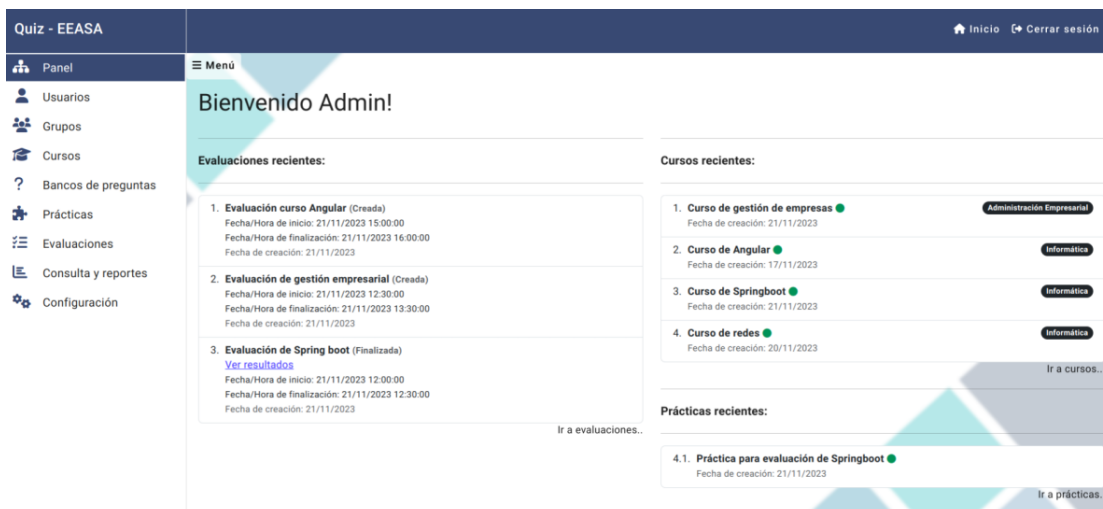 Quiz - EEASA
Inicio Cerrar sesión
Panel
Usuarios
Grupos
Cursos
Bancos de preguntas
Prácticas
Evaluaciones
Consulta y reportes
Configuración
Menú
Bienvenido Admin!
Evaluaciones recientes:
1. Evaluación curso Angular (Creada)
Fecha/Hora de inicio: 21/11/2023 15:00:00
Fecha/Hora de finalización: 21/11/2023 16:00:00
Fecha de creación: 21/11/2023
2. Evaluación de gestión empresarial (Creada)
Fecha/Hora de inicio: 21/11/2023 12:30:00
Fecha/Hora de finalización: 21/11/2023 13:30:00
Fecha de creación: 21/11/2023
3. Evaluación de Spring boot (Finalizada)
Ver resultados
Fecha/Hora de inicio: 21/11/2023 12:00:00
Fecha/Hora de finalización: 21/11/2023 12:30:00
Fecha de creación: 21/11/2023
Ir a evaluaciones..
Cursos recientes:
1. Curso de gestión de empresas Administración Empresarial
Fecha de creación: 21/11/2023
2. Curso de Angular Informática
Fecha de creación: 17/11/2023
3. Curso de Springboot Informática
Fecha de creación: 21/11/2023
4. Curso de redes Informática
Fecha de creación: 20/11/2023
Ir a cursos..
Prácticas recientes:
4.1. Práctica para evaluación de Springboot
Fecha de creación: 21/11/2023
Ir a prácticas.